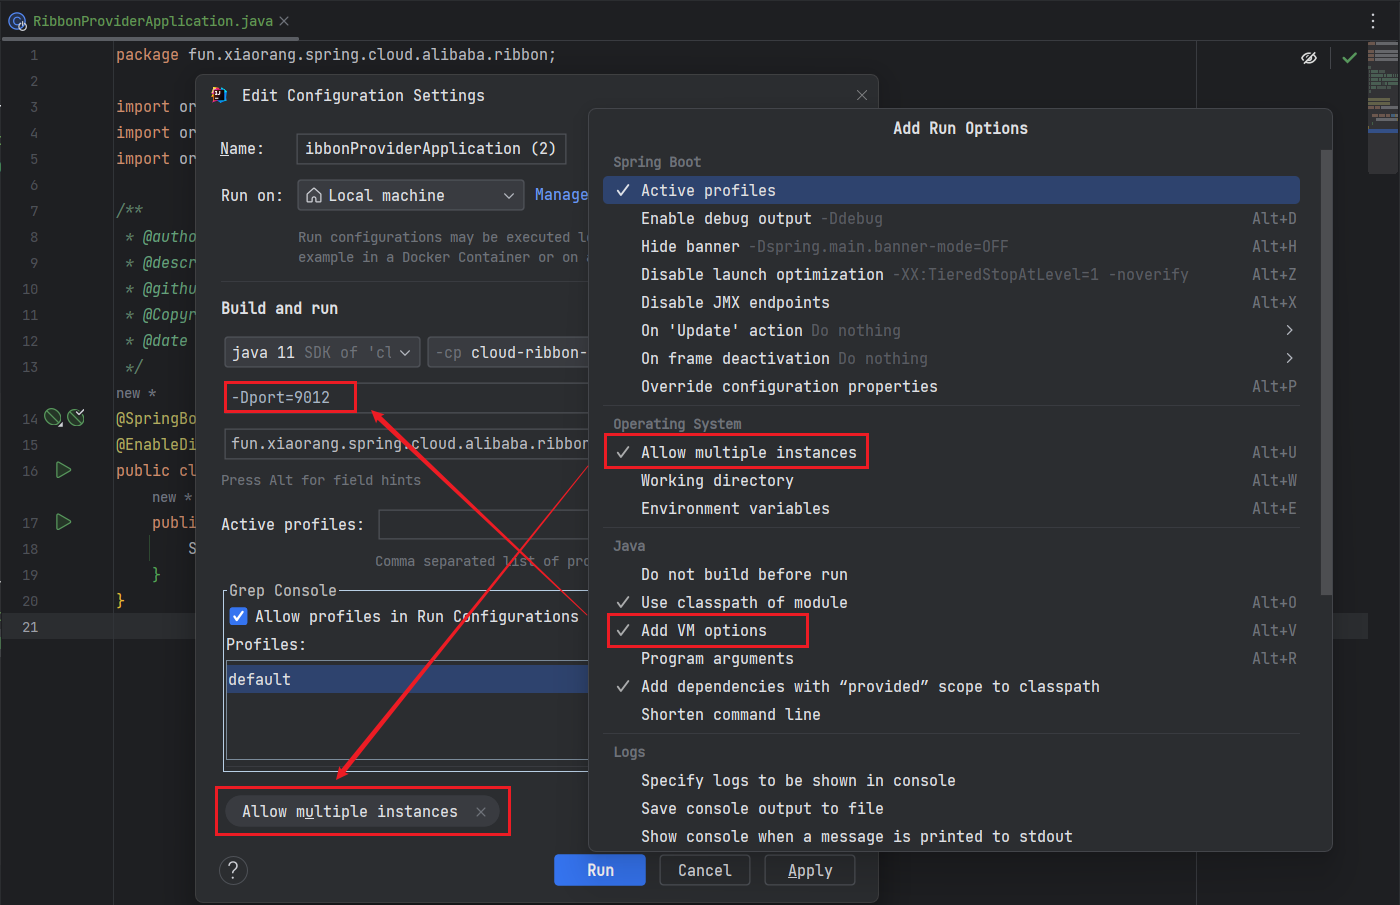 RibbonProviderApplication.java
1 package fun.xiaorang.spring.cloud.alibaba.ribbon;
2
3 import or
4 import or
5 import or
6
7 /**
8 * @autho
9 * @descr
10 * @githu
11 * @Copyr
12 * @date
13 */
new *
14 @SpringBo
15 @EnableDi
16 public cl
new *
17 publi
18 S
19 }
20 }
21
Edit Configuration Settings
Name: ibbonProviderApplication (2)
Run on: Local machine Manage
Run configurations may be executed l
example in a Docker Container or on
Build and run
java 11 SDK of 'cl -cp cloud-ribbon-
-Dport=9012
fun.xiaorang.spring.cloud.alibaba.ribbon
Press Alt for field hints
Active profiles:
Comma separated list of pro
Grep Console
Allow profiles in Run Configurations
Profiles:
default
Allow multiple instances
? Run Cancel Apply
Add Run Options
Spring Boot
Active profiles
Enable debug output -Ddebug Alt+D
Hide banner -Dspring.main.banner-mode=OFF Alt+H
Disable launch optimization -XX:TieredStopAtLevel=1 -noverify Alt+Z
Disable JMX endpoints Alt+X
On 'Update' action Do nothing
On frame deactivation Do nothing
Override configuration properties Alt+P
Operating System
Allow multiple instances Alt+U
Working directory Alt+W
Environment variables Alt+E
Java
Do not build before run
Use classpath of module Alt+O
Add VM options Alt+V
Program arguments Alt+R
Add dependencies with “provided” scope to classpath
Shorten command line
Logs
Specify logs to be shown in console
Save console output to file
Show console when a message is printed to stdout